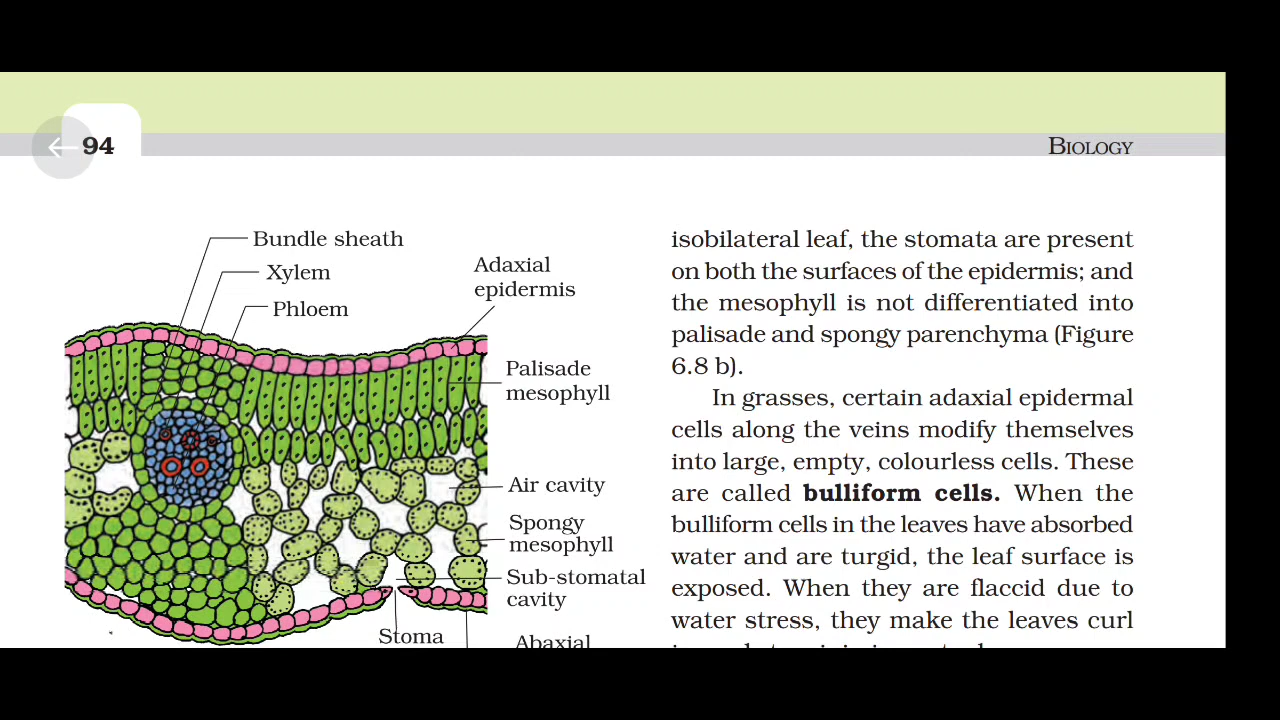 94
BIOLOGY
Bundle sheath
Xylem
Phloem
Adaxial
epidermis
Palisade
mesophyll
Air cavity
Spongy
mesophyll
Sub-stomatal
cavity
Stoma
Abaxial
isobilateral leaf, the stomata are present
on both the surfaces of the epidermis; and
the mesophyll is not differentiated into
palisade and spongy parenchyma (Figure
6.8 b).
In grasses, certain adaxial epidermal
cells along the veins modify themselves
into large, empty, colourless cells. These
are called bulliform cells. When the
bulliform cells in the leaves have absorbed
water and are turgid, the leaf surface is
exposed. When they are flaccid due to
water stress, they make the leaves curl